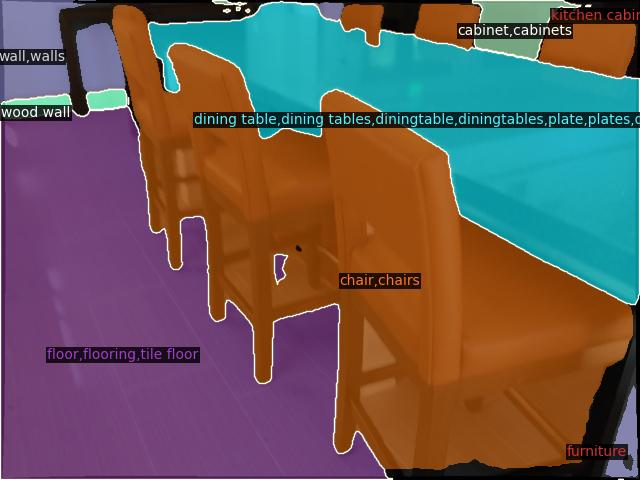 kitchen cabin
cabinet,cabinets
wall,walls
wood wall
dining table,dining tables,diningtable,diningtables,plate,plates,c
chair,chairs
floor,flooring,tile floor
furniture